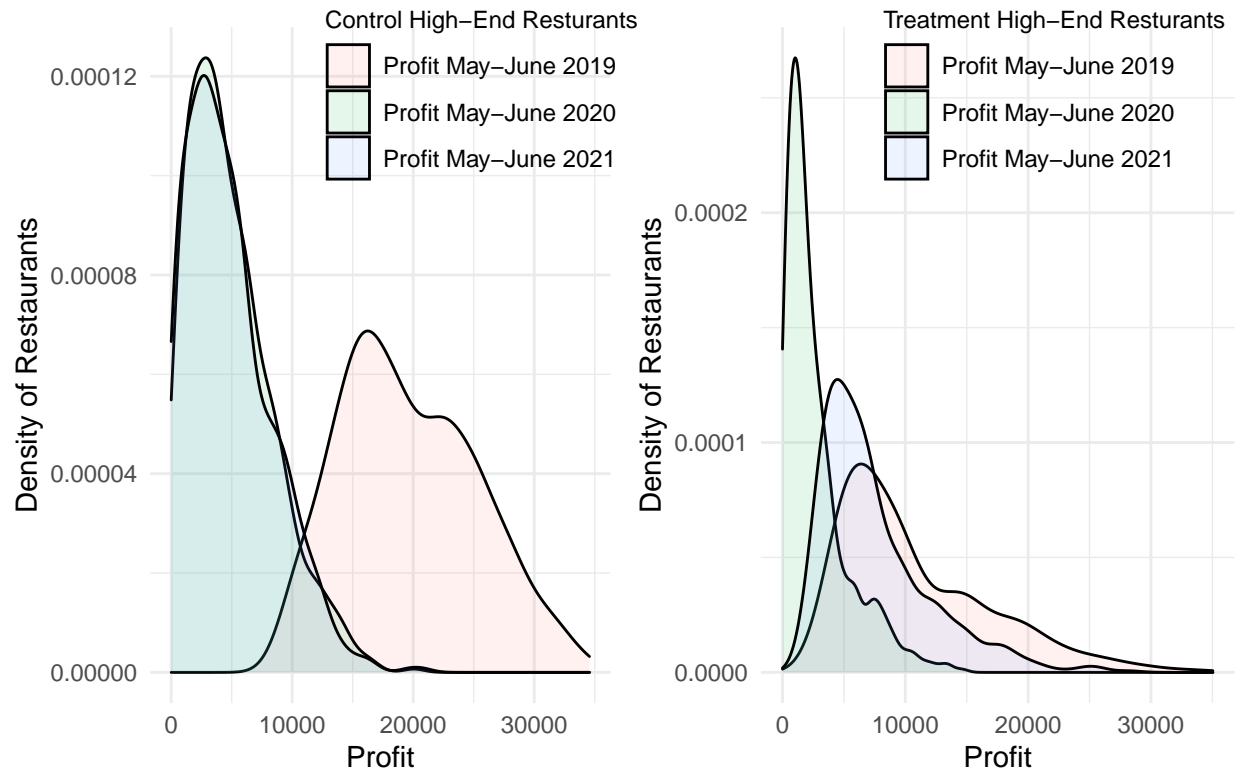 Control High−End Resturants
Profit May−June 2019
Profit May−June 2020
Profit May−June 2021
0.00012
0.00008
0.00004
0.00000
Density of Restaurants
0
10000
20000
30000
Profit
Treatment High−End Resturants
Profit May−June 2019
Profit May−June 2020
Profit May−June 2021
0.0002
0.0001
0.0000
Density of Restaurants
0
10000
20000
30000
Profit